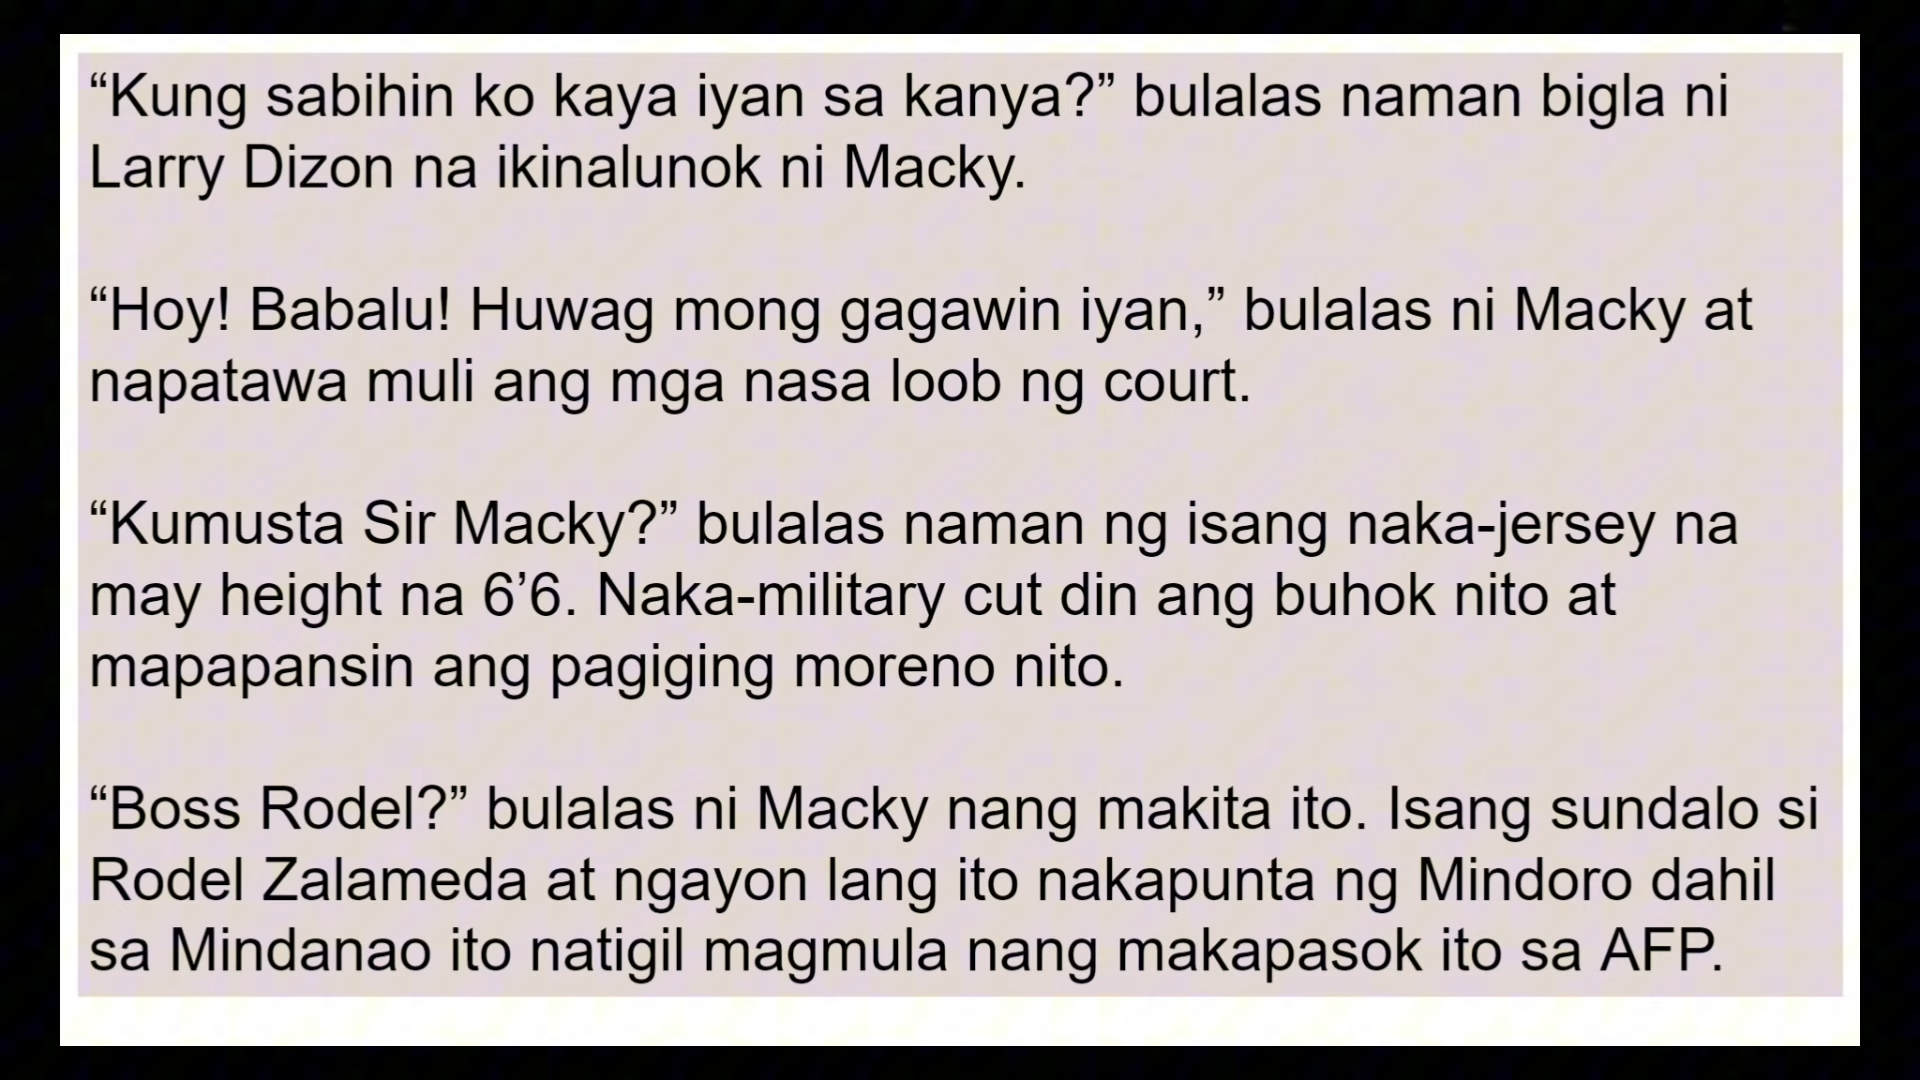 “Kung sabihin ko kaya iyan sa kanya?” bulalas naman bigla ni
Larry Dizon na ikinalunok ni Macky.
“Hoy! Babalu! Huwag mong gagawin iyan,” bulalas ni Macky at
napatawa muli ang mga nasa loob ng court.
“Kumusta Sir Macky?” bulalas naman ng isang naka-jersey na
may height na 6’6. Naka-military cut din ang buhok nito at
mapapansin ang pagiging moreno nito.
“Boss Rodel?” bulalas ni Macky nang makita ito. Isang sundalo si
Rodel Zalameda at ngayon lang ito nakapunta ng Mindoro dahil
sa Mindanao ito natigil magmula nang makapasok ito sa AFP.